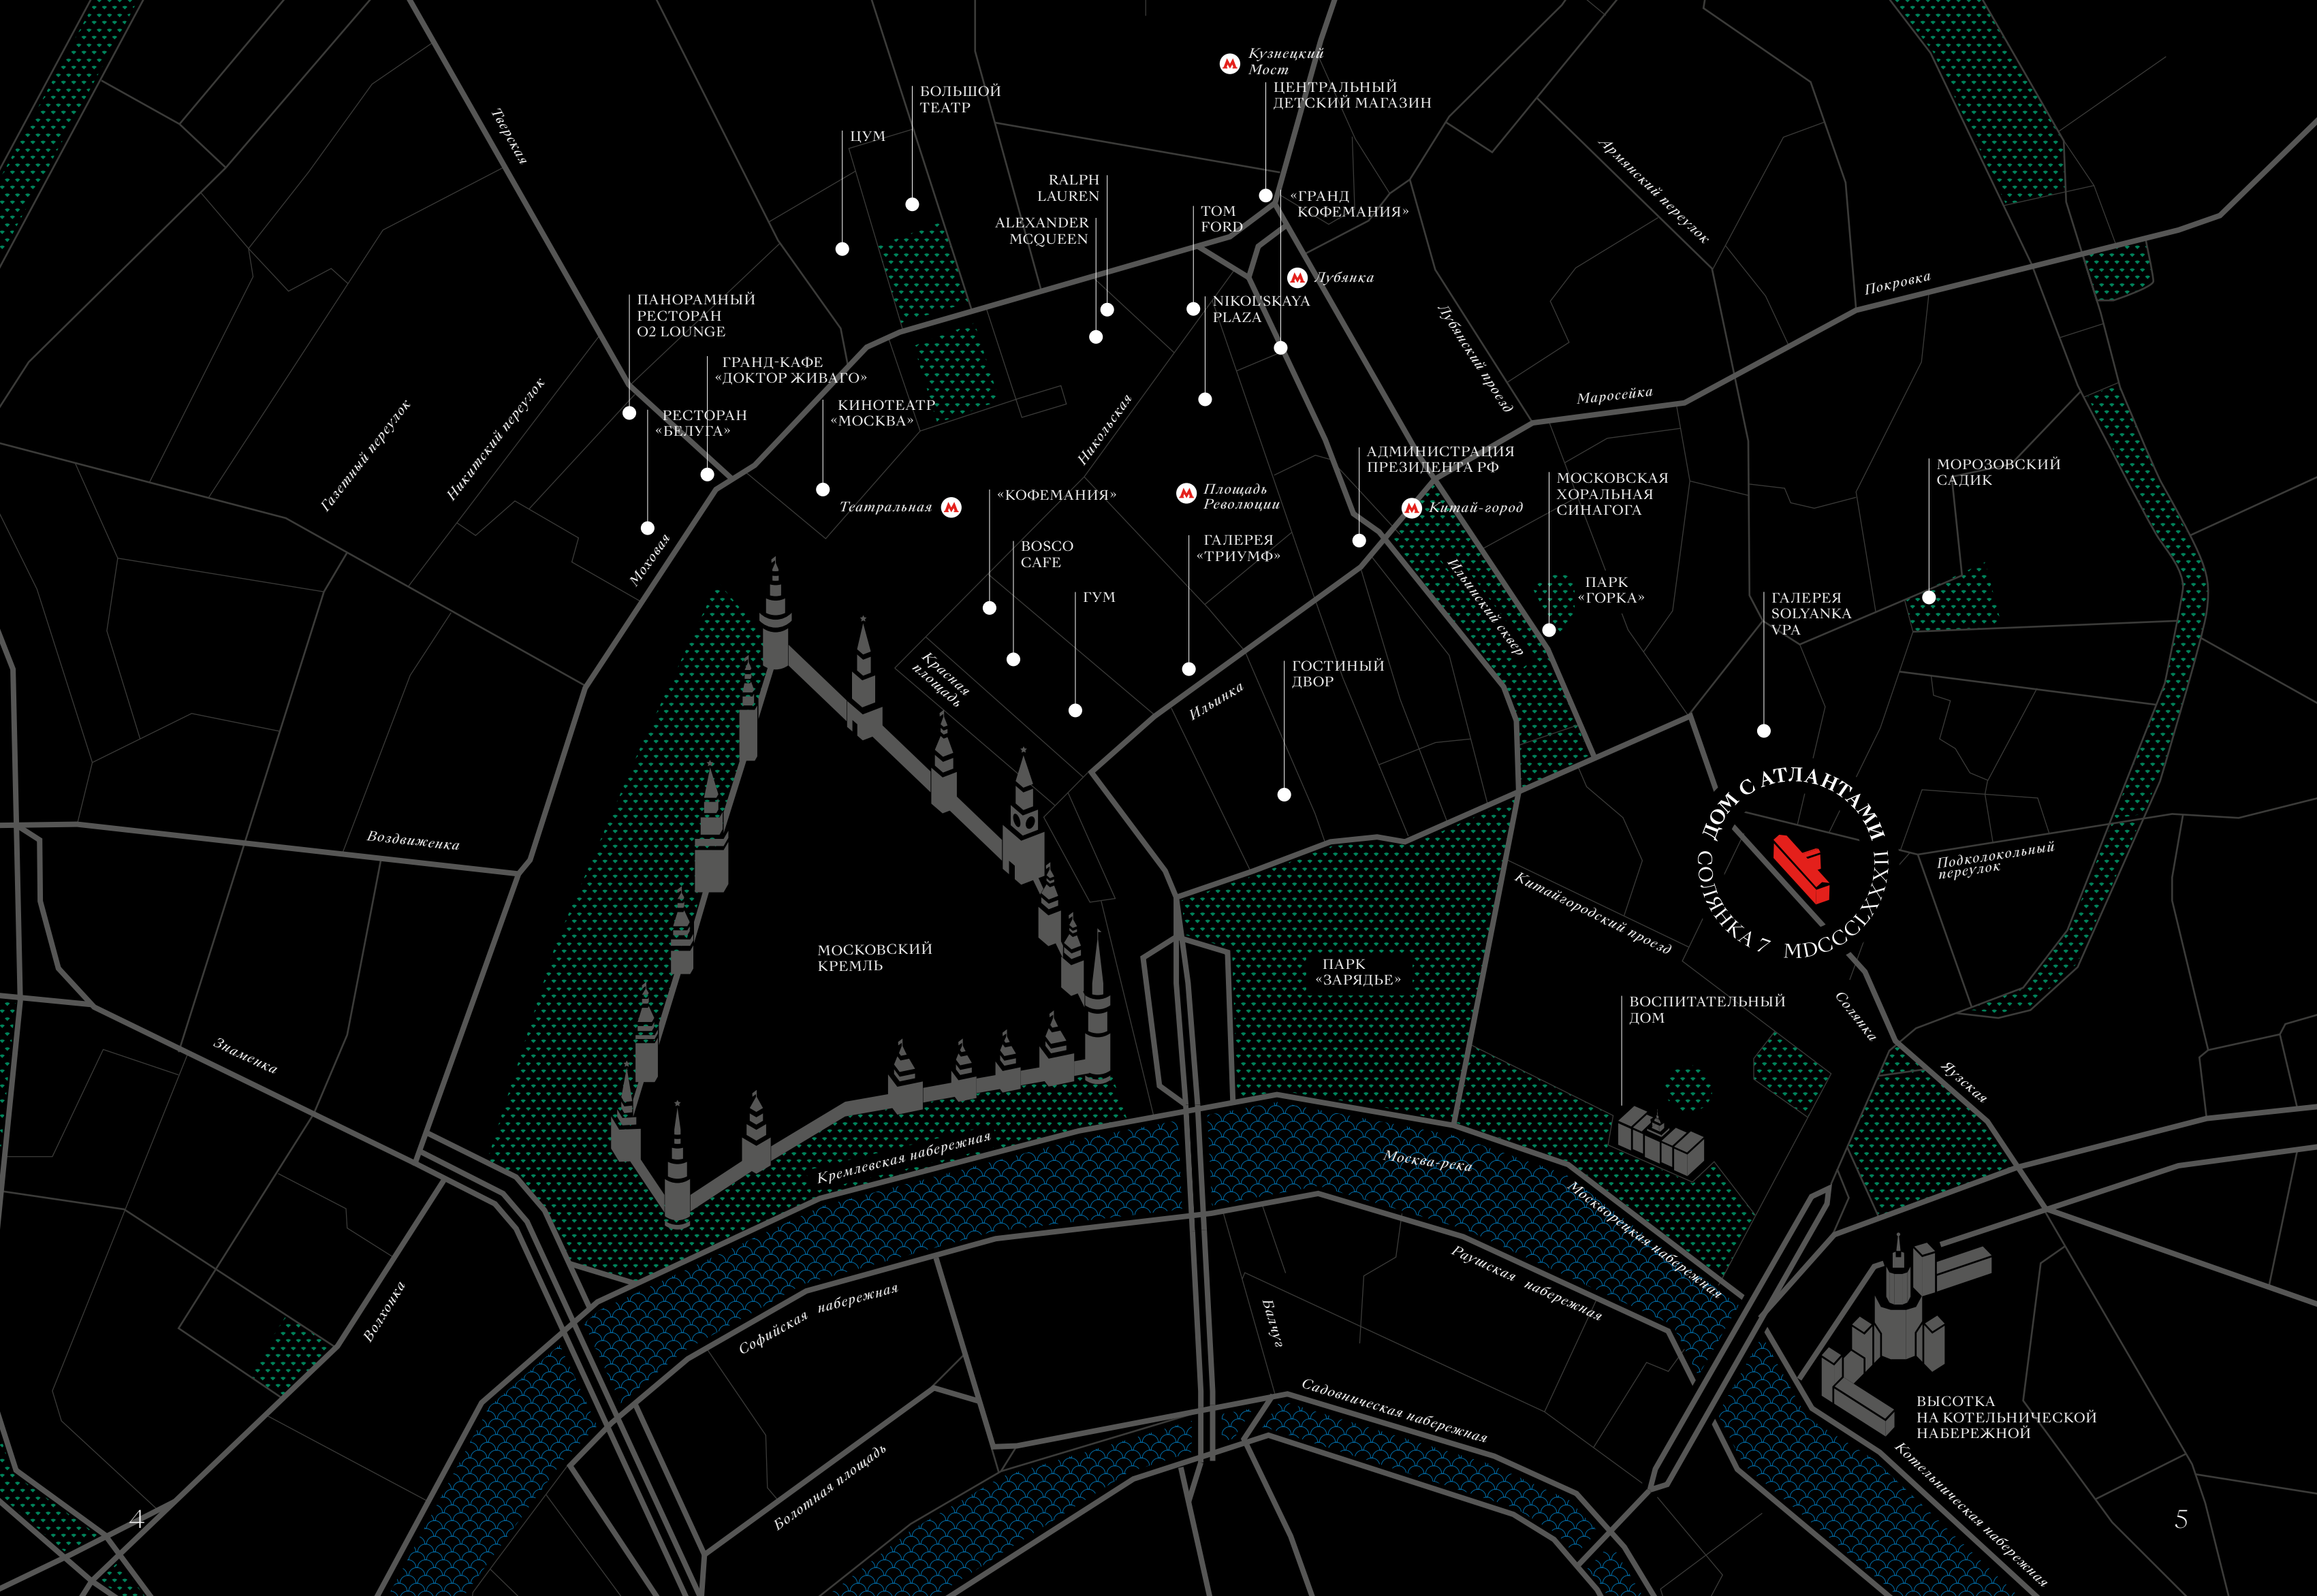 Кузнецкий
Мост
ЦЕНТРАЛЬНЫЙ
ДЕТСКИЙ МАГАЗИН
БОЛЬШОЙ
ТЕАТР
ЦУМ
Тверская
Армянский переулок
RALPH
LAUREN
ALEXANDER
MCQUEEN
TOM
FORD
«ГРАНД
КОФЕМАНИЯ»
Лубянка
NIKOL'SKAYA
PLAZA
Покровка
ПАНОРАМНЫЙ
РЕСТОРАН
O2 LOUNGE
ГРАНД-КАФЕ
«ДОКТОР ЖИВАГО»
РЕСТОРАН
«БЕЛУГА»
КИНОТЕАТР
«МОСКВА»
Лубянский проезд
Маросейка
Газетный переулок
Никитский переулок
Никольская
АДМИНИСТРАЦИЯ
ПРЕЗИДЕНТА РФ
МОСКОВСКАЯ
ХОРАЛЬНАЯ
СИНАГОГА
МОРОЗОВСКИЙ
САДИК
Театральная
«КОФЕМАНИЯ»
Площадь
Революции
Китай-город
Моховая
BOSCO
CAFE
ГАЛЕРЕЯ
«ТРИУМФ»
ГУМ
Ильинский сквер
ПАРК
«ГОРКА»
ГАЛЕРЕЯ
SOLYANKA
VPA
Красная
площадь
Ильинка
ГОСТИНЫЙ
ДВОР
ДОМ С АТЛАНТАМИ
СОЛЯНКА 7
MDCCCLXXXIII
Воздвиженка
Подколокольный
переулок
Китайгородский проезд
МОСКОВСКИЙ
КРЕМЛЬ
ПАРК
«ЗАРЯДЬЕ»
ВОСПИТАТЕЛЬНЫЙ
ДОМ
Солянка
Знаменка
Яузская
Кремлевская набережная
Москва-река
Москворецкая набережная
Раушская набережная
Волхонка
Софийская набережная
Балчуг
Садовническая набережная
ВЫСОТКА
НА КОТЕЛЬНИЧЕСКОЙ
НАБЕРЕЖНОЙ
Болотная площадь
Котельническая набережная
4
5